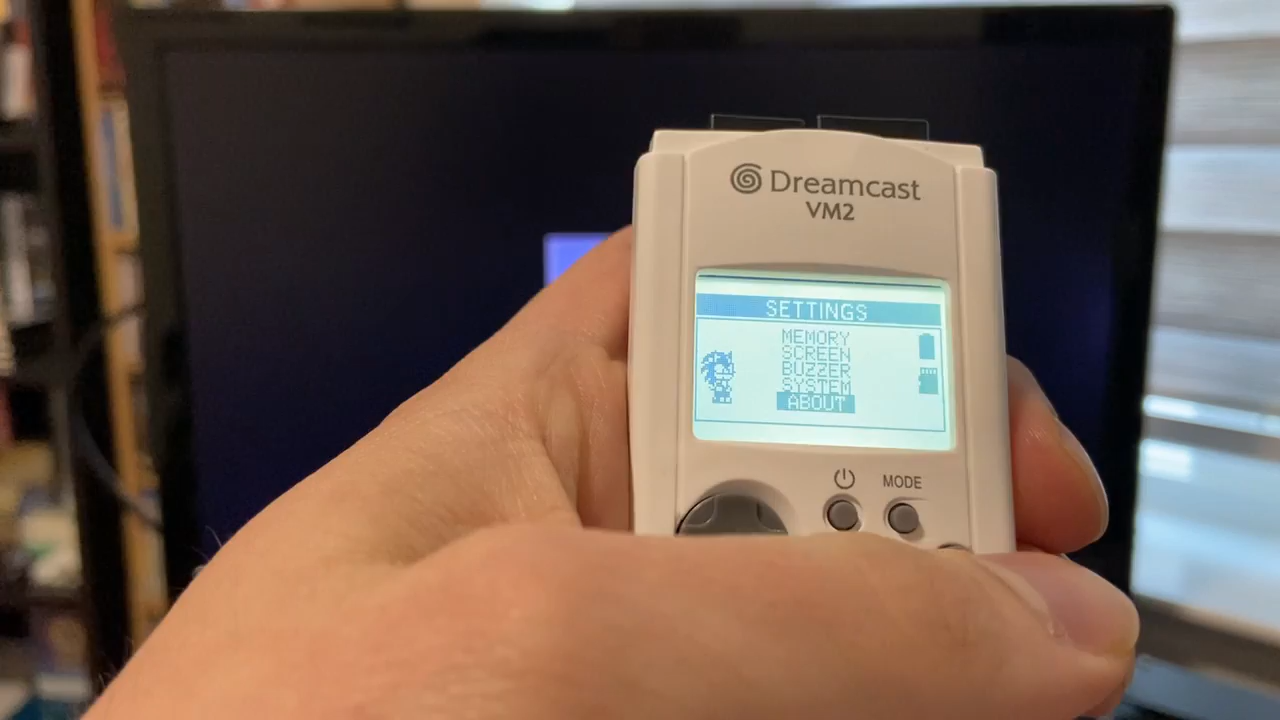 Dreamcast
VM2
SETTINGS
MEMORY
SCREEN
BUZZER
SYSTEM
ABOUT
MODE